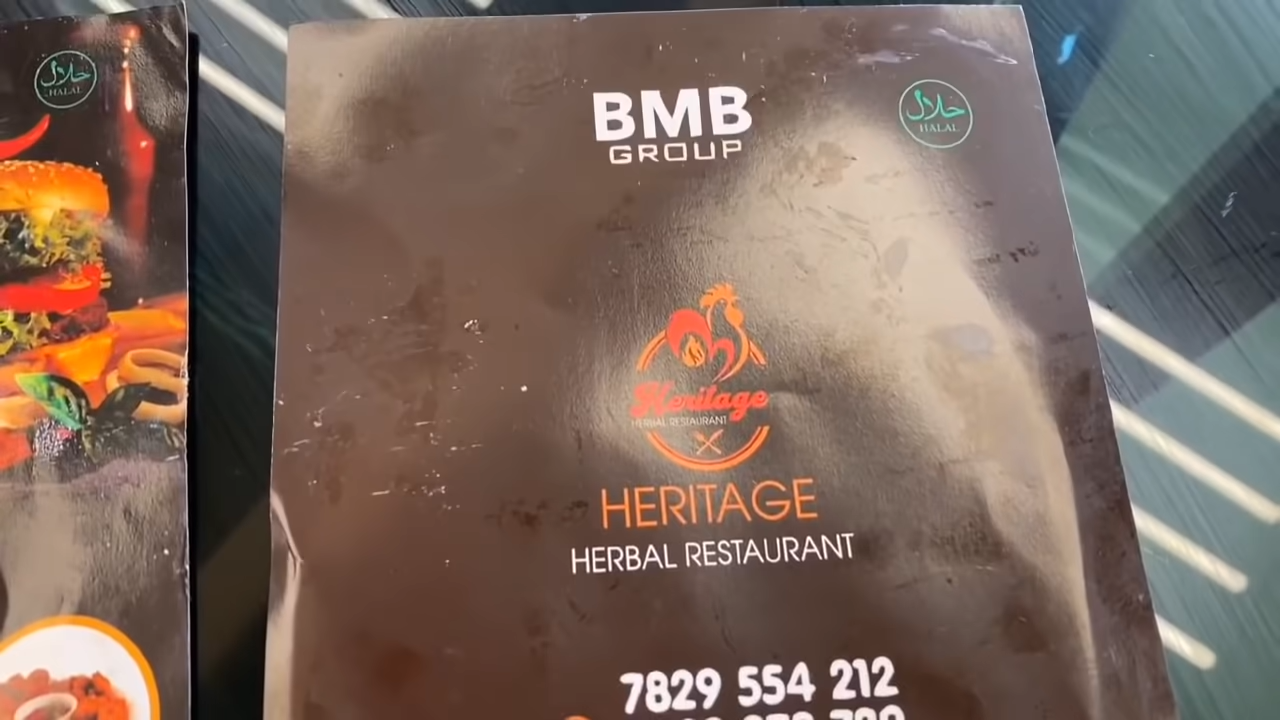 حلال
HALAL
BMB
GROUP
حلال
HALAL
Heritage
HERBAL RESTAURANT
HERITAGE
HERBAL RESTAURANT
7829 554 212